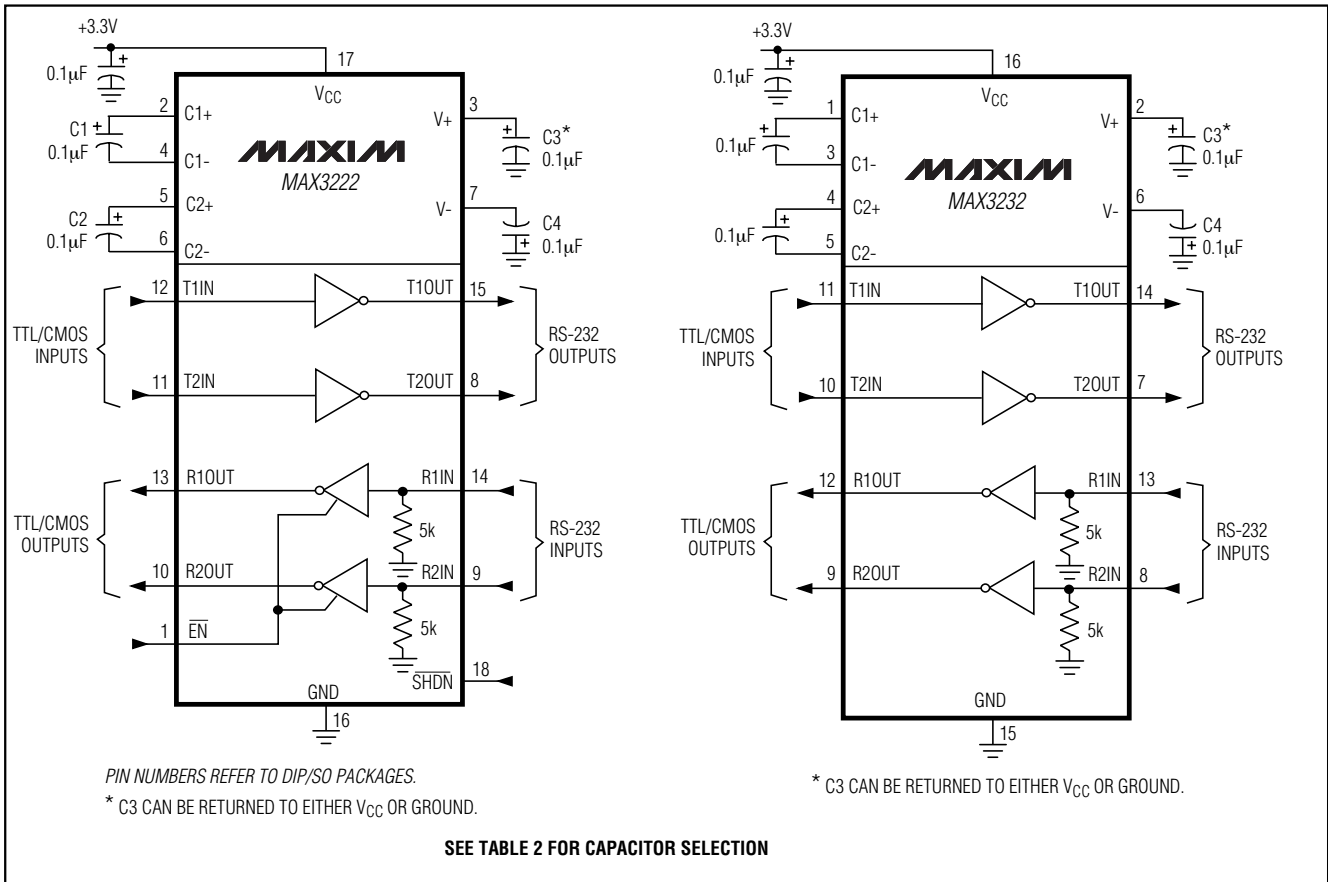 +3.3V
0.1µF
17
VCC
2
C1+
C1
0.1µF
4
C1-
5
C2+
C2
0.1µF
6
C2-
MAXIM
MAX3222
3
V+
C3*
0.1µF
7
V-
C4
0.1µF
12
T1IN
T1OUT
15
TTL/CMOS
INPUTS
RS-232
OUTPUTS
11
T2IN
T2OUT
8
13
R1OUT
R1IN
14
5k
TTL/CMOS
OUTPUTS
RS-232
INPUTS
10
R2OUT
R2IN
9
5k
1
EN
18
SHDN
GND
16
PIN NUMBERS REFER TO DIP/SO PACKAGES.
* C3 CAN BE RETURNED TO EITHER VCC OR GROUND.
+3.3V
0.1µF
16
VCC
1
C1+
0.1µF
3
C1-
4
C2+
0.1µF
5
C2-
MAXIM
MAX3232
2
V+
C3*
0.1µF
6
V-
C4
0.1µF
11
T1IN
T1OUT
14
TTL/CMOS
INPUTS
RS-232
OUTPUTS
10
T2IN
T2OUT
7
12
R1OUT
R1IN
13
5k
TTL/CMOS
OUTPUTS
RS-232
INPUTS
9
R2OUT
R2IN
8
5k
GND
15
* C3 CAN BE RETURNED TO EITHER VCC OR GROUND.
SEE TABLE 2 FOR CAPACITOR SELECTION